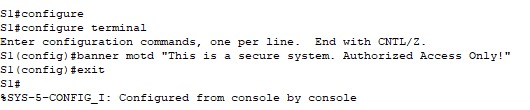 S1#configure
S1#configure terminal
Enter configuration commands, one per line.  End with CNTL/Z.
S1(config)#banner motd "This is a secure system. Authorized Access Only!"
S1(config)#exit
S1#
%SYS-5-CONFIG_I: Configured from console by console